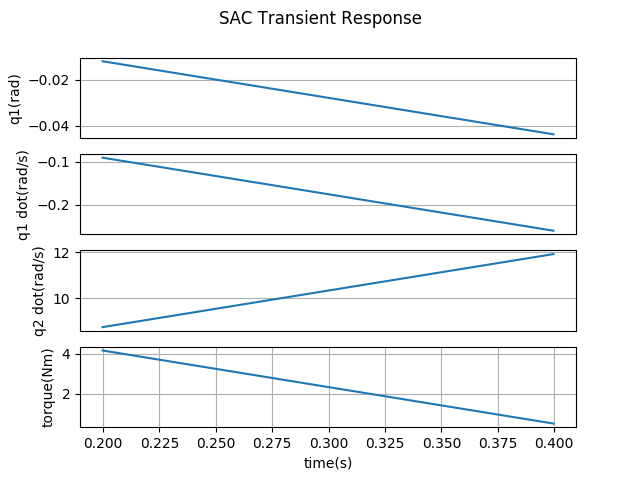 SAC Transient Response
q1(rad)
−0.02
−0.04
q1 dot(rad/s)
−0.1
−0.2
q2 dot(rad/s)
12
10
torque(Nm)
4
2
0.200 0.225 0.250 0.275 0.300 0.325 0.350 0.375 0.400
time(s)